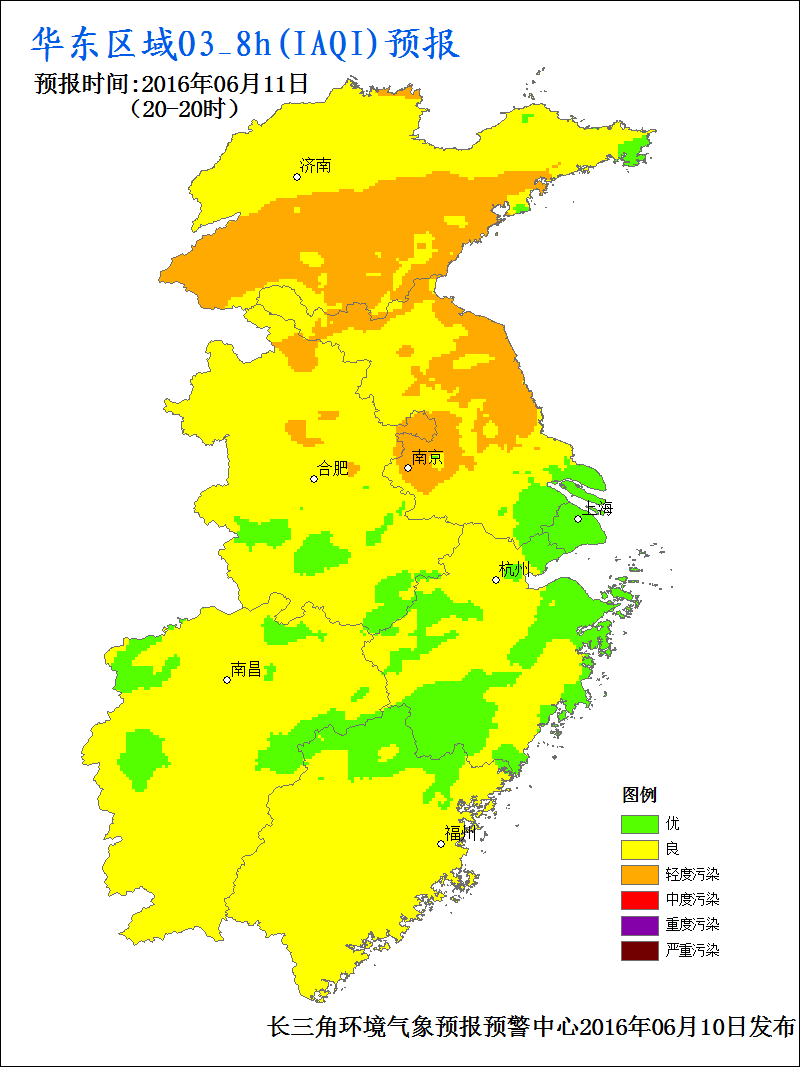 华东区域O3_8h(IAQI)预报
预报时间:2016年06月11日
(20-20时)
济南
南京
合肥
上海
杭州
南昌
福州
图例
优
良
轻度污染
中度污染
重度污染
严重污染
长三角环境气象预报预警中心2016年06月10日发布